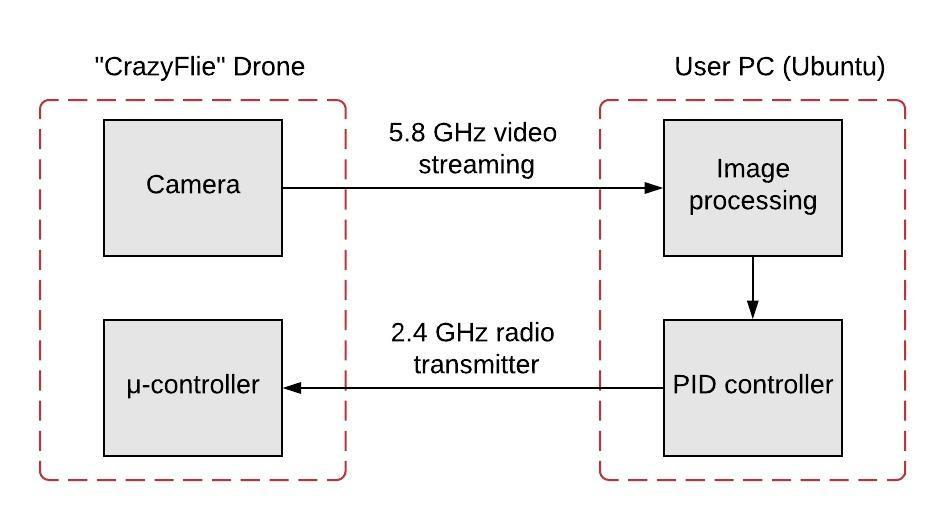 "CrazyFlie" Drone
User PC (Ubuntu)
Camera
5.8 GHz video
streaming
Image
processing
μ-controller
2.4 GHz radio
transmitter
PID controller